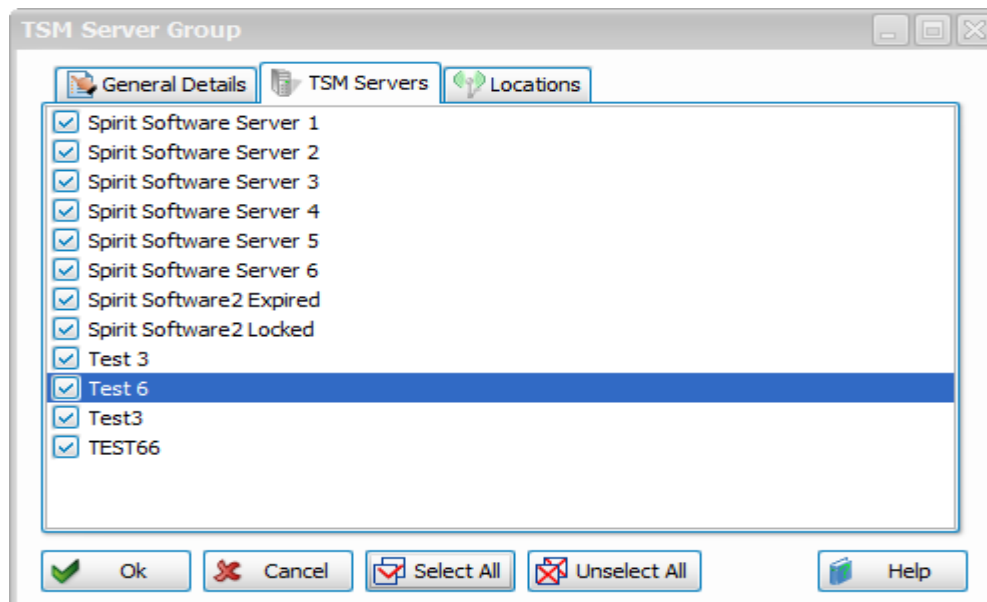 TSM Server Group
General Details TSM Servers Locations
Spirit Software Server 1
Spirit Software Server 2
Spirit Software Server 3
Spirit Software Server 4
Spirit Software Server 5
Spirit Software Server 6
Spirit Software2 Expired
Spirit Software2 Locked
Test 3
Test 6
Test3
TEST66
Ok Cancel Select All Unselect All Help